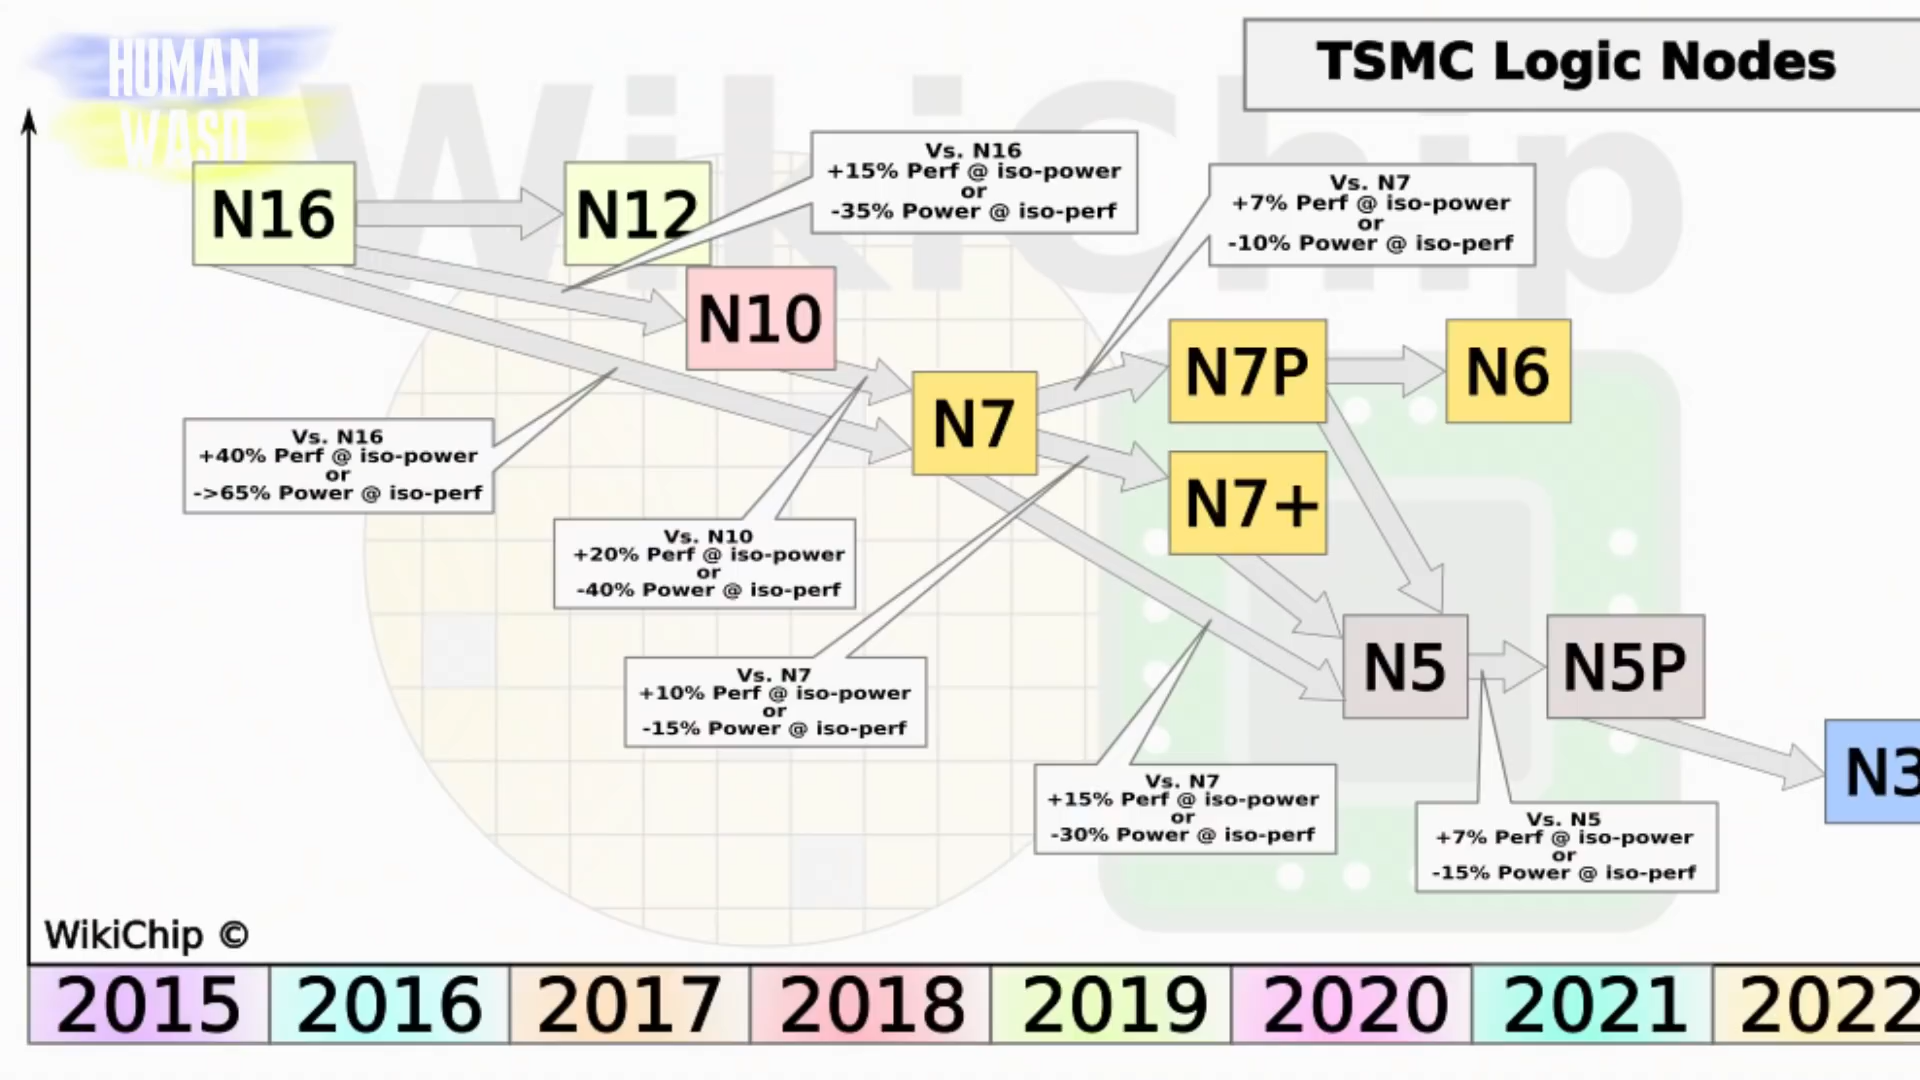 HUMAN
WASD
WikiChip
TSMC Logic Nodes
N16
N12
Vs. N16
+15% Perf @ iso-power
or
-35% Power @ iso-perf
Vs. N7
+7% Perf @ iso-power
or
-10% Power @ iso-perf
N10
N7P
N6
N7
Vs. N16
+40% Perf @ iso-power
or
->65% Power @ iso-perf
N7+
Vs. N10
+20% Perf @ iso-power
or
-40% Power @ iso-perf
N5
N5P
Vs. N7
+10% Perf @ iso-power
or
-15% Power @ iso-perf
N3
Vs. N7
+15% Perf @ iso-power
or
-30% Power @ iso-perf
Vs. N5
+7% Perf @ iso-power
or
-15% Power @ iso-perf
WikiChip ©
2015 2016 2017 2018 2019 2020 2021 2022